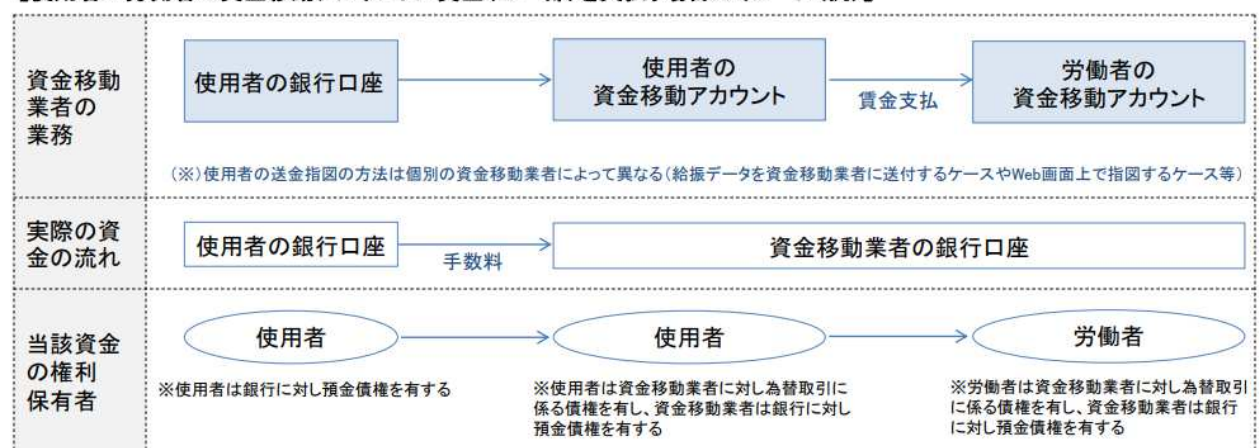 資金移動
業者の
業務
使用者の銀行口座
使用者の
資金移動アカウント
賃金支払
労働者の
資金移動アカウント
(※)使用者の送金指図の方法は個別の資金移動業者によって異なる(給振データを資金移動業者に送付するケースやWeb画面上で指図するケース等)
実際の資
金の流れ
使用者の銀行口座
手数料
資金移動業者の銀行口座
当該資金
の権利
保有者
使用者
※使用者は銀行に対し預金債権を有する
使用者
※使用者は資金移動業者に対し為替取引に
係る債権を有し、資金移動業者は銀行に対し
預金債権を有する
労働者
※労働者は資金移動業者に対し為替取引
に係る債権を有し、資金移動業者は銀行
に対し預金債権を有する